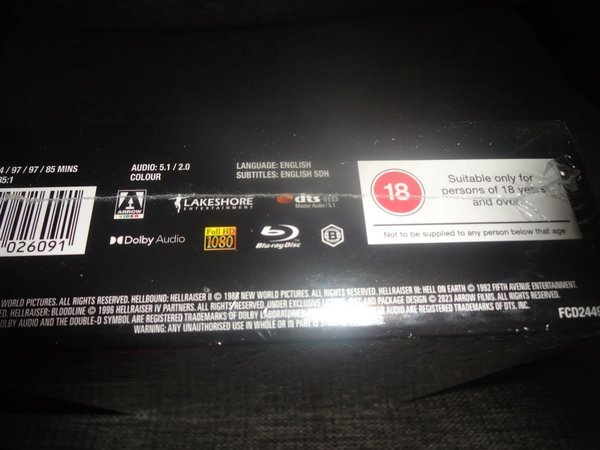 / 97 / 97 / 85 MINS
AUDIO: 5.1 / 2.0
COLOUR
LANGUAGE: ENGLISH
SUBTITLES: ENGLISH SDH
18
Suitable only for
persons of 18 years
and over
Not to be supplied to any person below that age
026091
ARROW
VIDEO
LAKESHORE
ENTERTAINMENT
dts-HD
Master Audio | 5.1
Dolby Audio
Full HD
1080
Blu-ray Disc
B
WORLD PICTURES. ALL RIGHTS RESERVED. HELLBOUND: HELLRAISER II © 1988 NEW WORLD PICTURES. ALL RIGHTS RESERVED. HELLRAISER III: HELL ON EARTH © 1992 FIFTH AVENUE ENTERTAINMENT.
HELLRAISER: BLOODLINE © 1996 HELLRAISER IV PARTNERS. ALL RIGHTS RESERVED. UNDER EXCLUSIVE LICENSE. AND PACKAGE DESIGN © 2023 ARROW FILMS. ALL RIGHTS RESERVED.
DOLBY AUDIO AND THE DOUBLE-D SYMBOL ARE REGISTERED TRADEMARKS OF DOLBY LABORATORIES AUDIO ARE REGISTERED TRADEMARKS OF DTS, INC.
WARNING: ANY UNAUTHORISED USE IN WHOLE OR IN PART IS
FCD2449